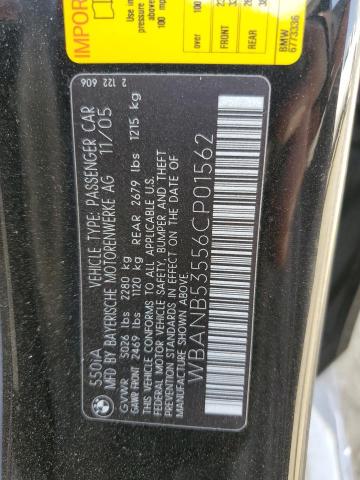 IMPOR
pressure
above
100 mp
over
100
FRONT
REAR
BMW
6773336
2 122 606
550iA
VEHICLE TYPE: PASSENGER CAR
MFD BY BAYERISCHE MOTORENWERKE AG 11/05
GVWR 5026 lbs 2280 kg
GAWR FRONT 2469 lbs 1120 kg REAR 2679 lbs 1215 kg
THIS VEHICLE CONFORMS TO ALL APPLICABLE U.S.
FEDERAL MOTOR VEHICLE SAFETY, BUMPER AND THEFT
PREVENTION STANDARDS IN EFFECT ON THE DATE OF
MANUFACTURE SHOWN ABOVE.
WBANB53556CP01562